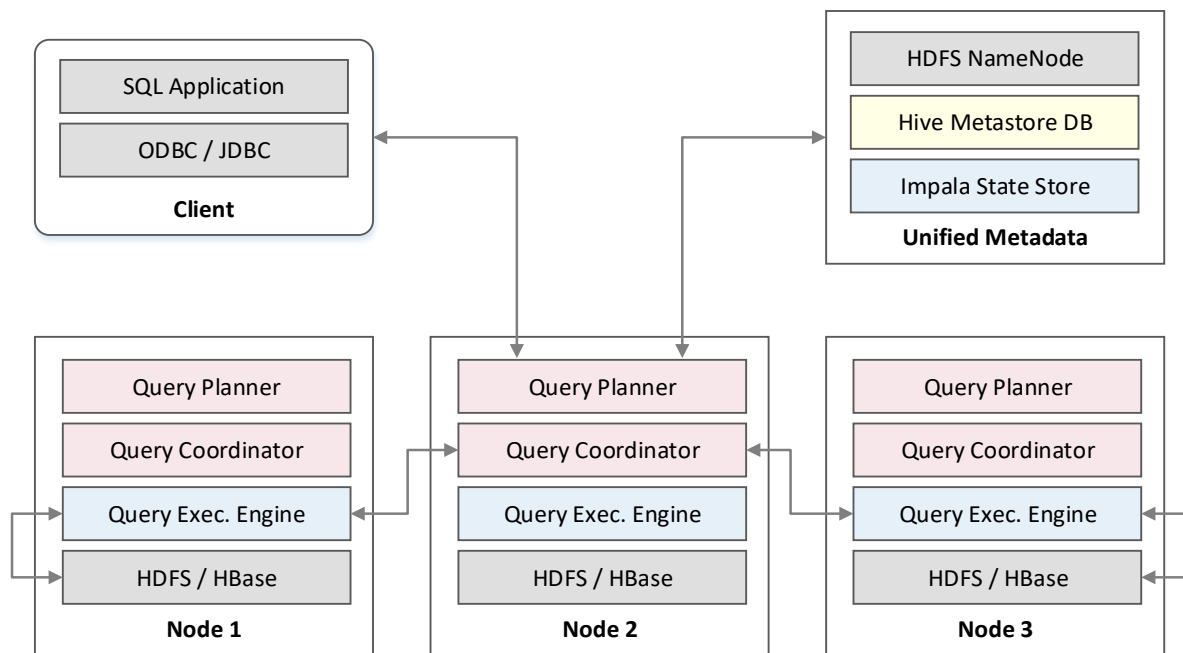 SQL Application
ODBC / JDBC
Client
HDFS NameNode
Hive Metastore DB
Impala State Store
Unified Metadata
Query Planner
Query Coordinator
Query Exec. Engine
HDFS / HBase
Node 1
Query Planner
Query Coordinator
Query Exec. Engine
HDFS / HBase
Node 2
Query Planner
Query Coordinator
Query Exec. Engine
HDFS / HBase
Node 3